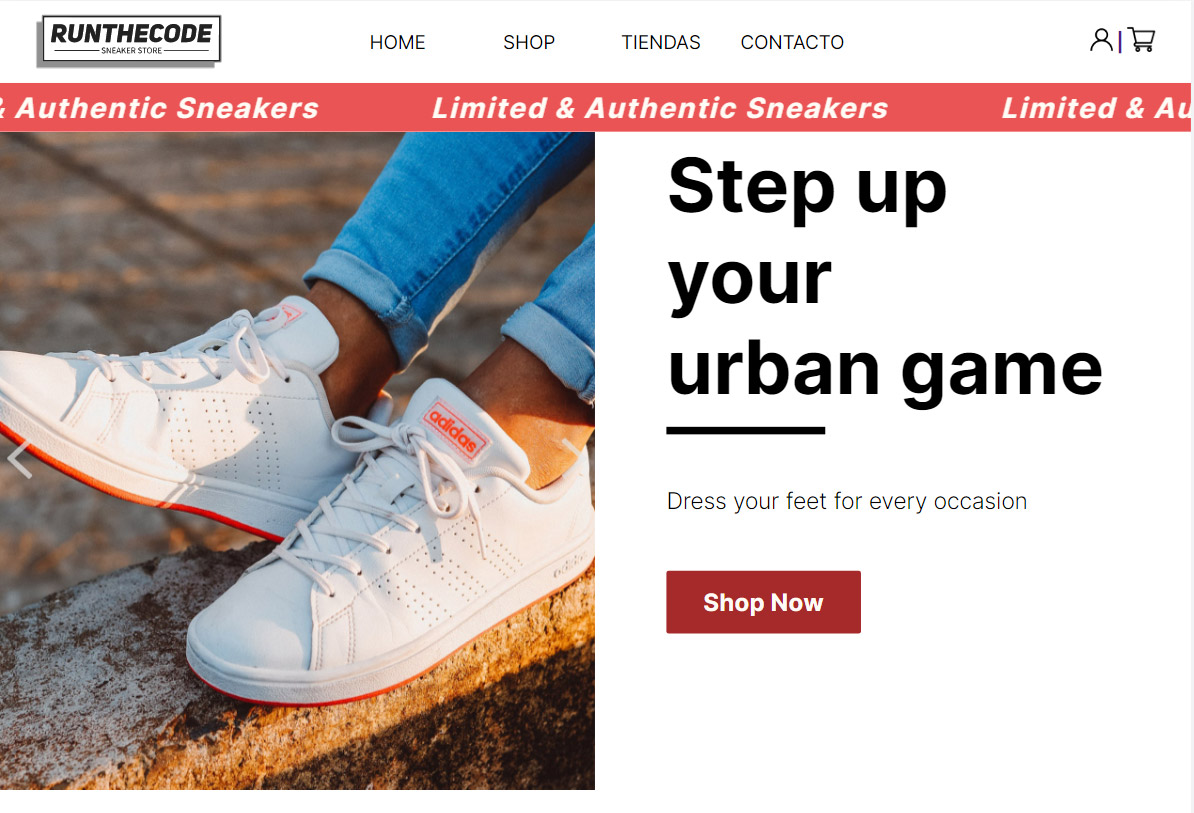 RUNTHECODE
SNEAKER STORE
HOME SHOP TIENDAS CONTACTO
& Authentic Sneakers Limited & Authentic Sneakers Limited & Au
Step up
your
urban game
adidas
adidas
Dress your feet for every occasion
Shop Now